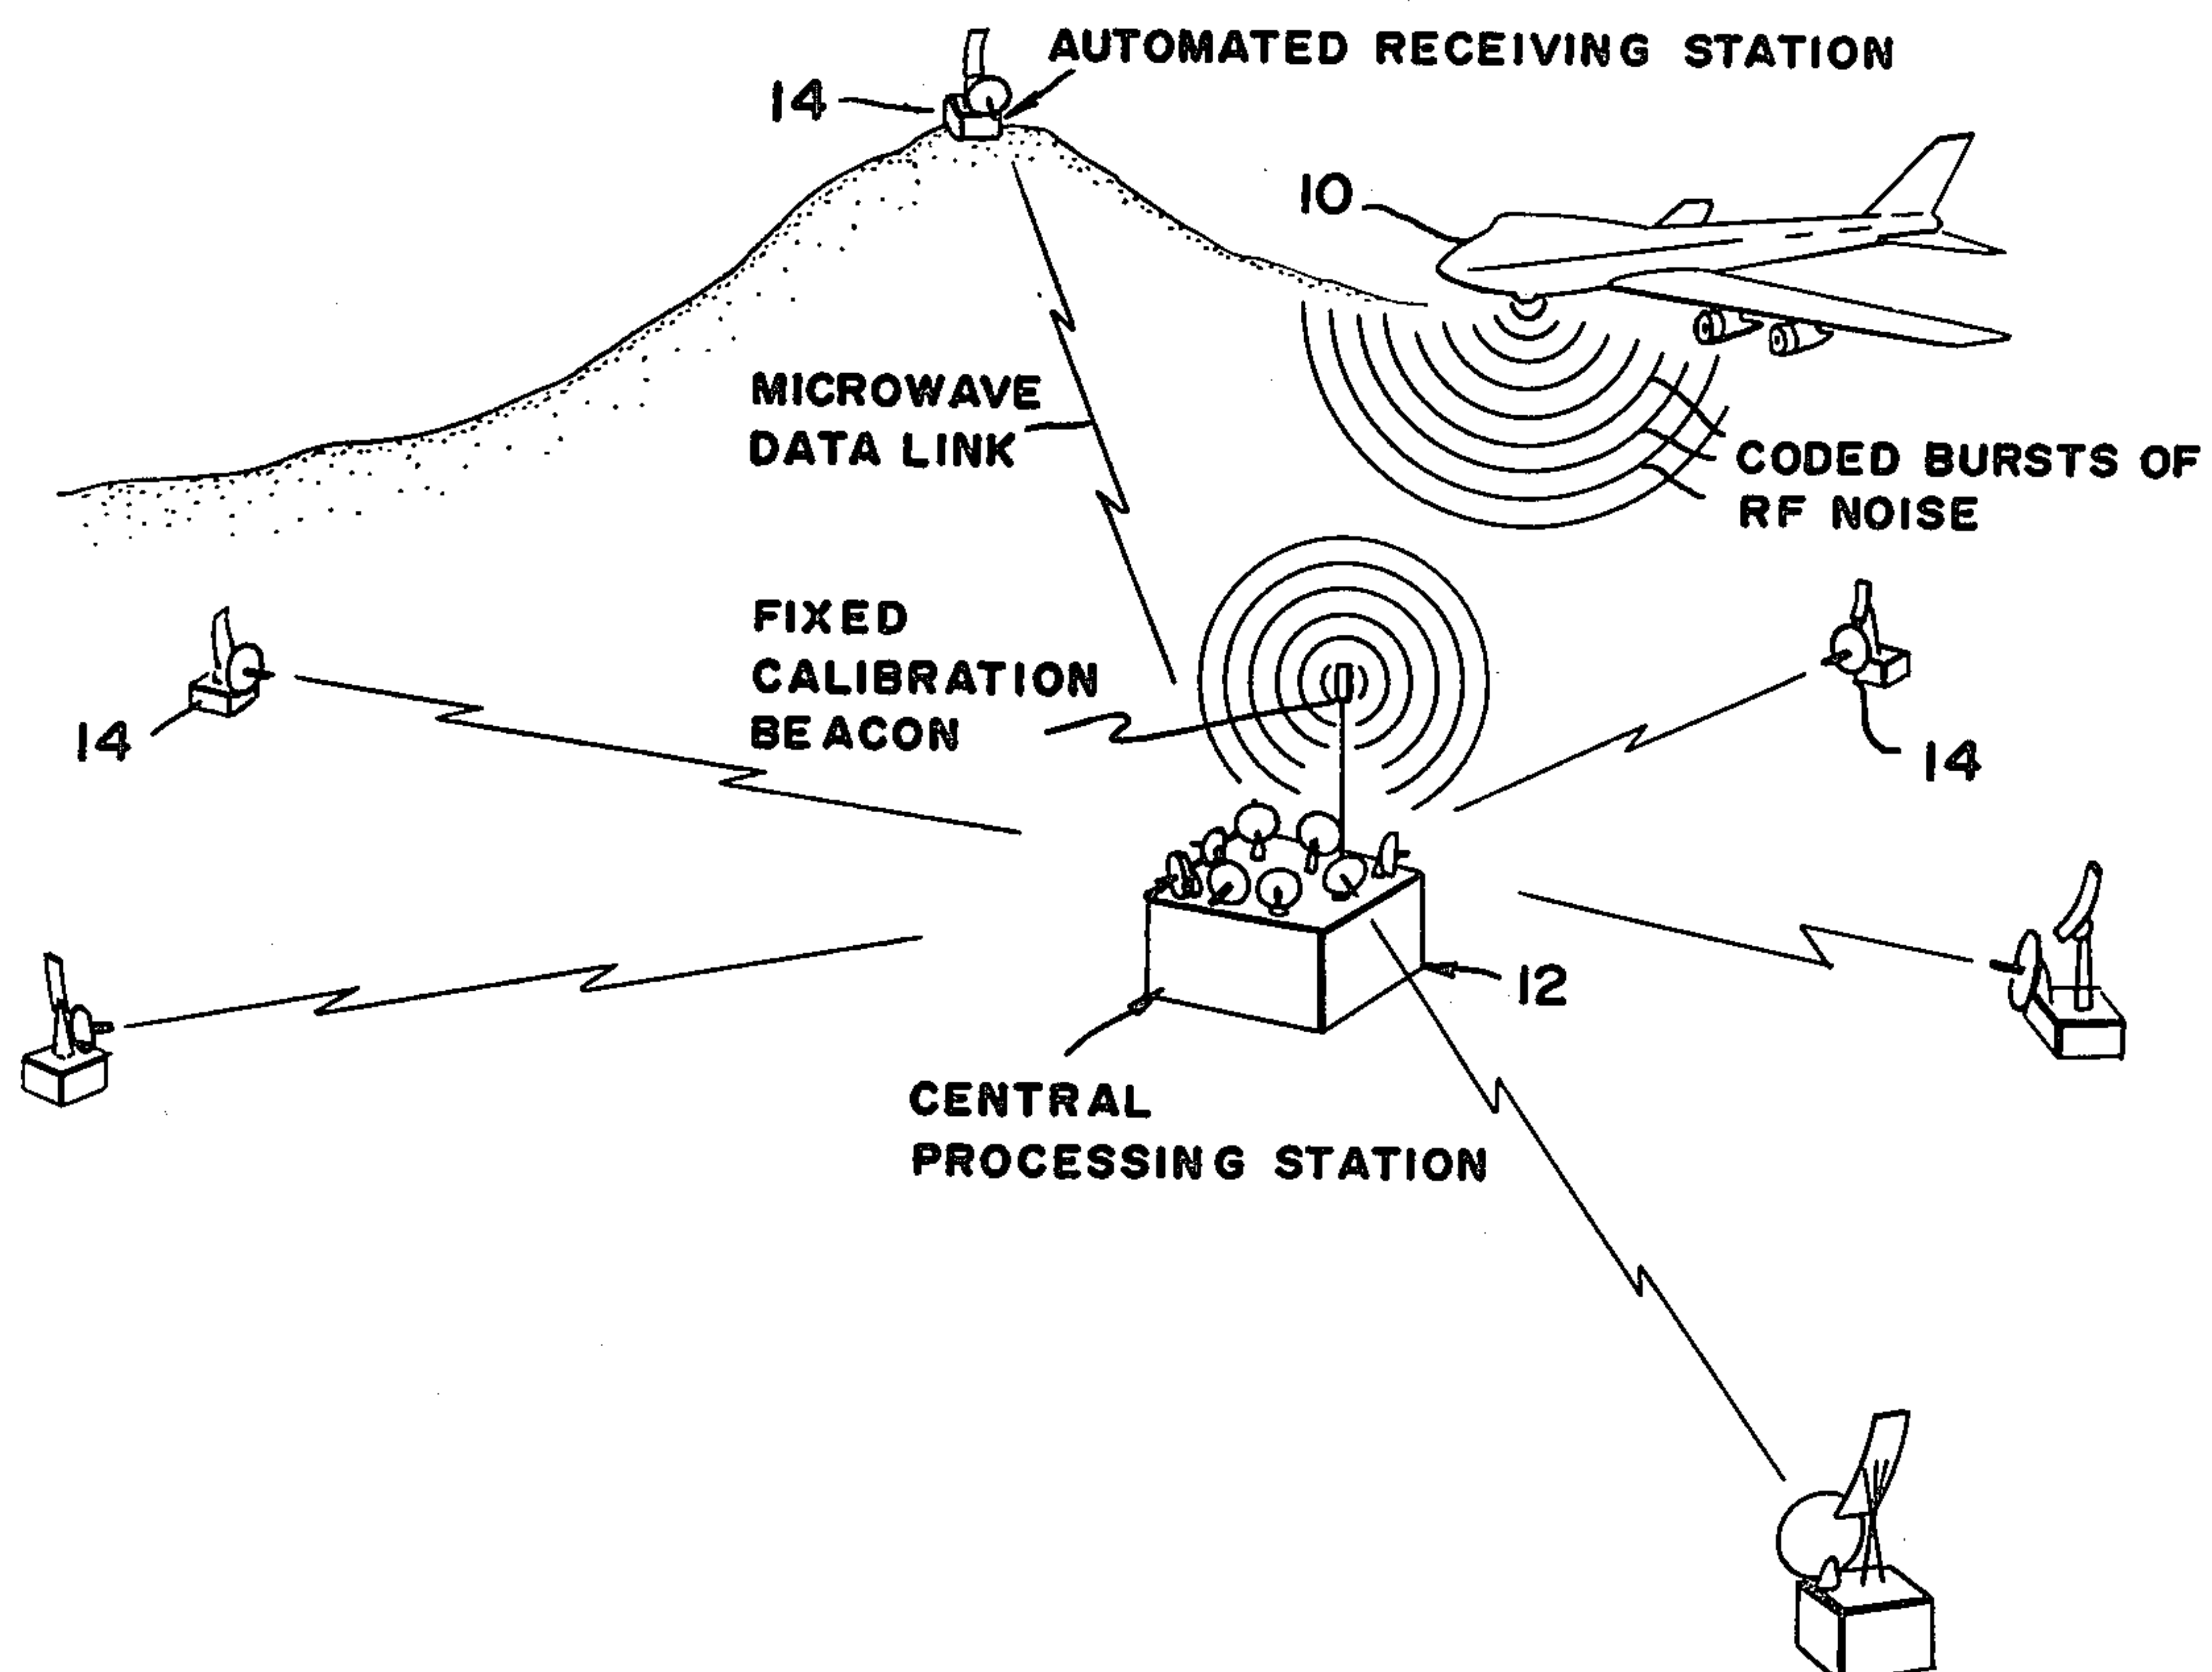 AUTOMATED RECEIVING STATION
14
10
MICROWAVE
DATA LINK
CODED BURSTS OF
RF NOISE
FIXED
CALIBRATION
BEACON
14
14
12
CENTRAL
PROCESSING STATION